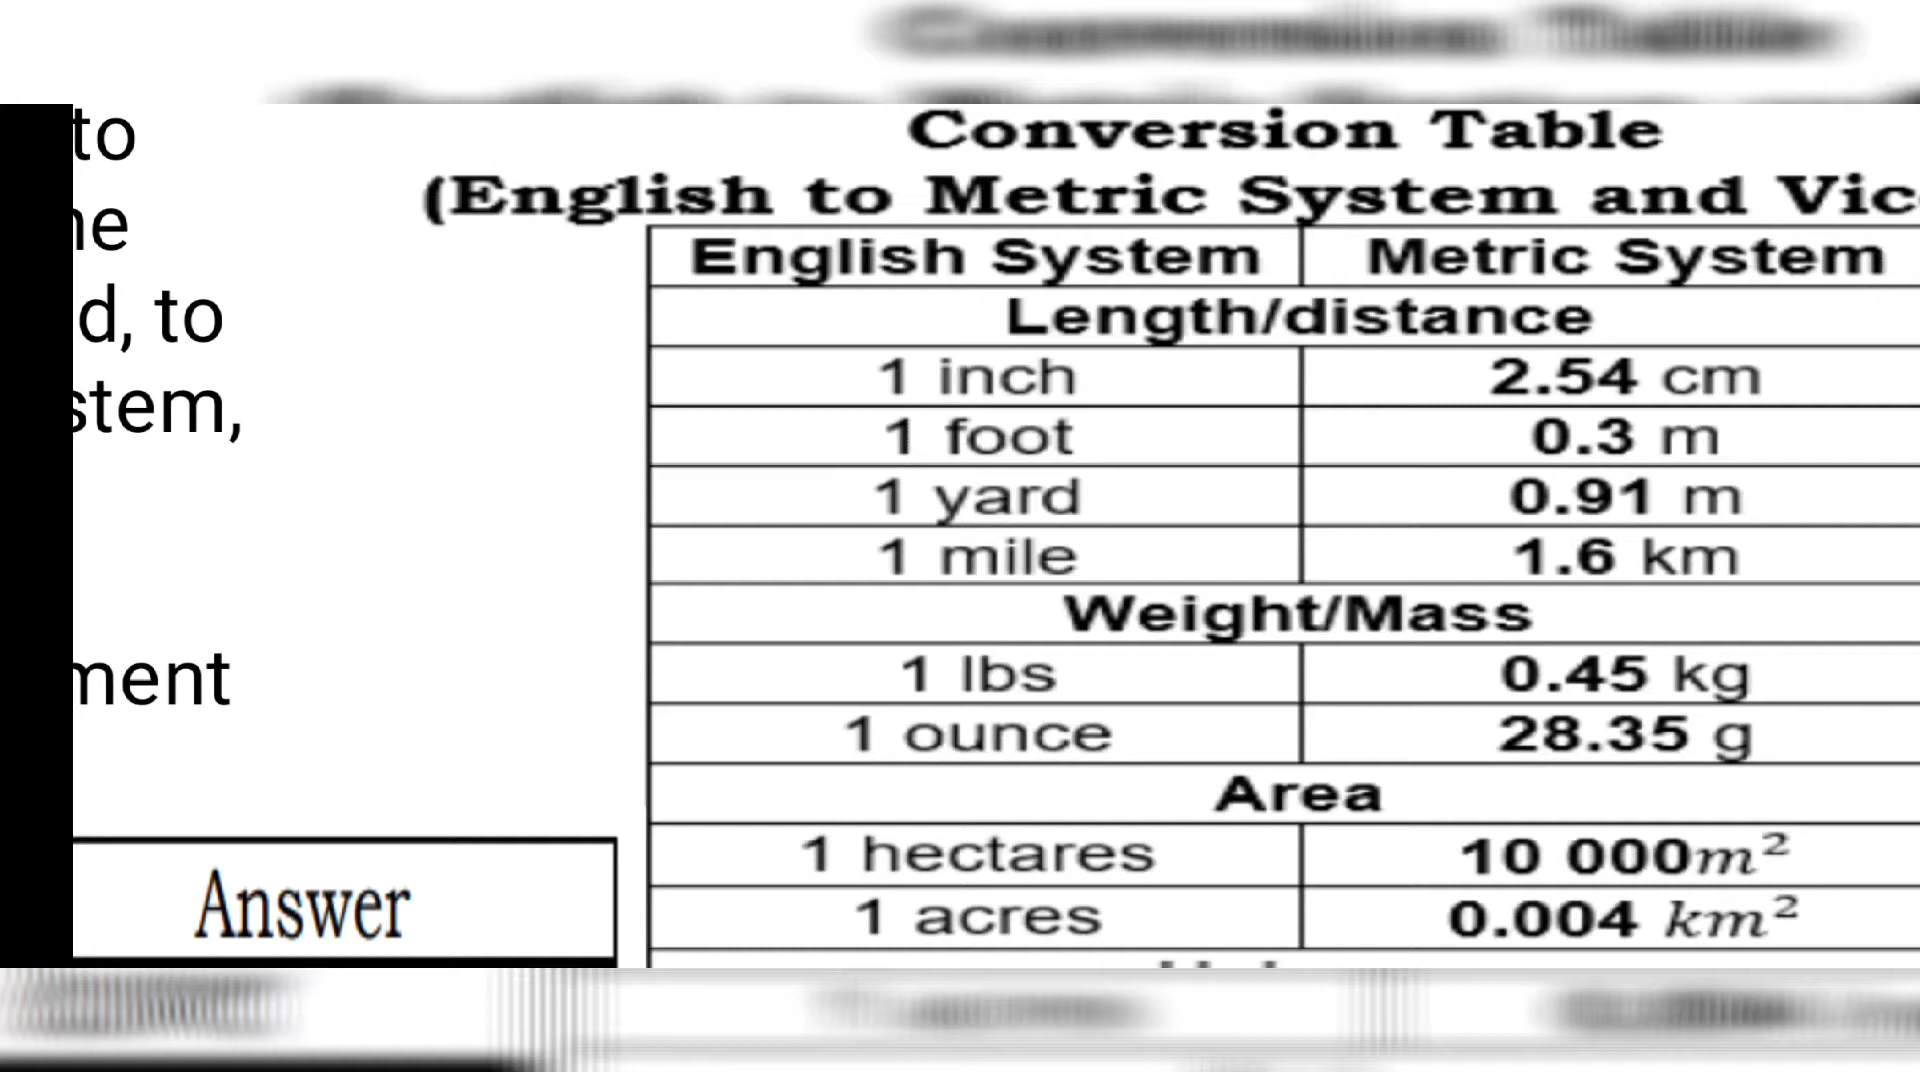 to
he
d, to
stem,
ment
Answer
Conversion Table
(English to Metric System and Vic
English System Metric System
Length/distance
1 inch 2.54 cm
1 foot 0.3 m
1 yard 0.91 m
1 mile 1.6 km
Weight/Mass
1 lbs 0.45 kg
1 ounce 28.35 g
Area
1 hectares 10 000m²
1 acres 0.004 km²